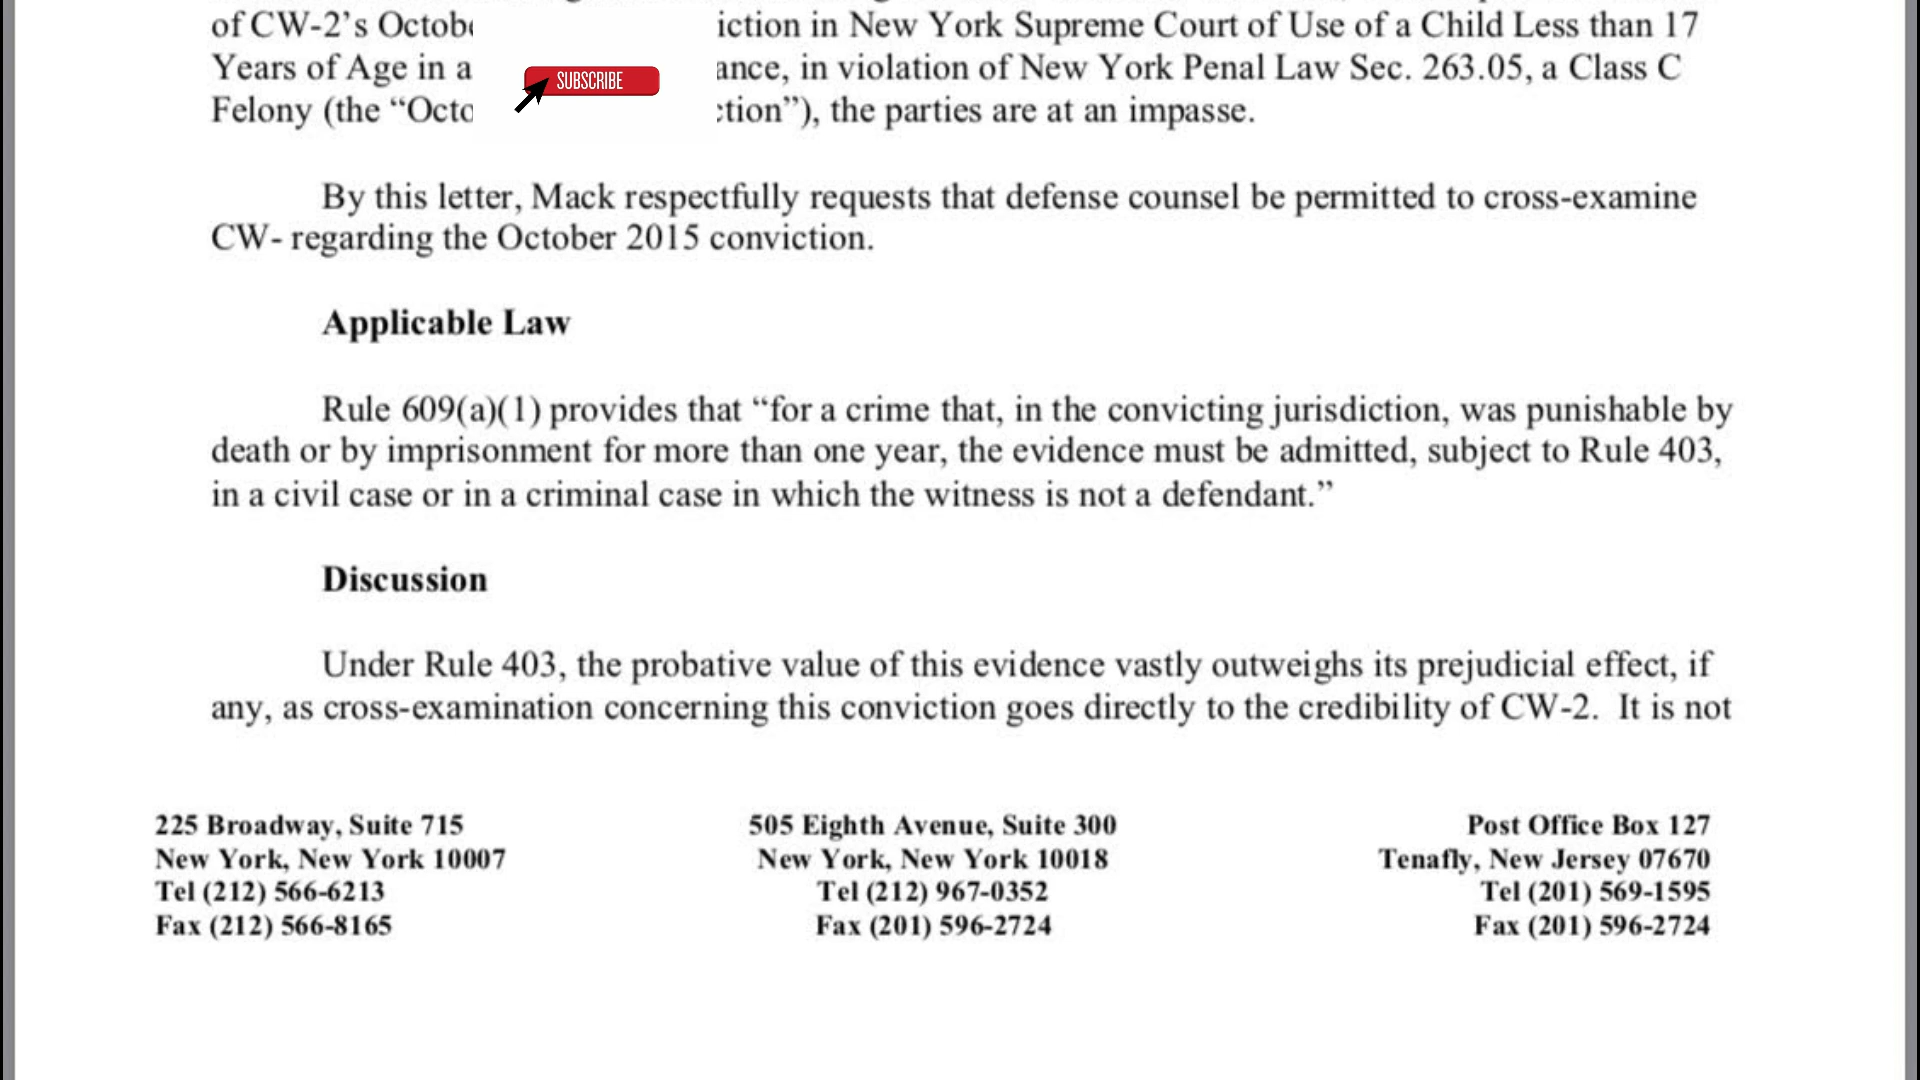 of CW-2's Octob iction in New York Supreme Court of Use of a Child Less than 17
Years of Age in a ance, in violation of New York Penal Law Sec. 263.05, a Class C
SUBSCRIBE
Felony (the “Octo ction”), the parties are at an impasse.
By this letter, Mack respectfully requests that defense counsel be permitted to cross-examine
CW- regarding the October 2015 conviction.
Applicable Law
Rule 609(a)(1) provides that “for a crime that, in the convicting jurisdiction, was punishable by
death or by imprisonment for more than one year, the evidence must be admitted, subject to Rule 403,
in a civil case or in a criminal case in which the witness is not a defendant.”
Discussion
Under Rule 403, the probative value of this evidence vastly outweighs its prejudicial effect, if
any, as cross-examination concerning this conviction goes directly to the credibility of CW-2. It is not
225 Broadway, Suite 715
New York, New York 10007
Tel (212) 566-6213
Fax (212) 566-8165
505 Eighth Avenue, Suite 300
New York, New York 10018
Tel (212) 967-0352
Fax (201) 596-2724
Post Office Box 127
Tenafly, New Jersey 07670
Tel (201) 569-1595
Fax (201) 596-2724